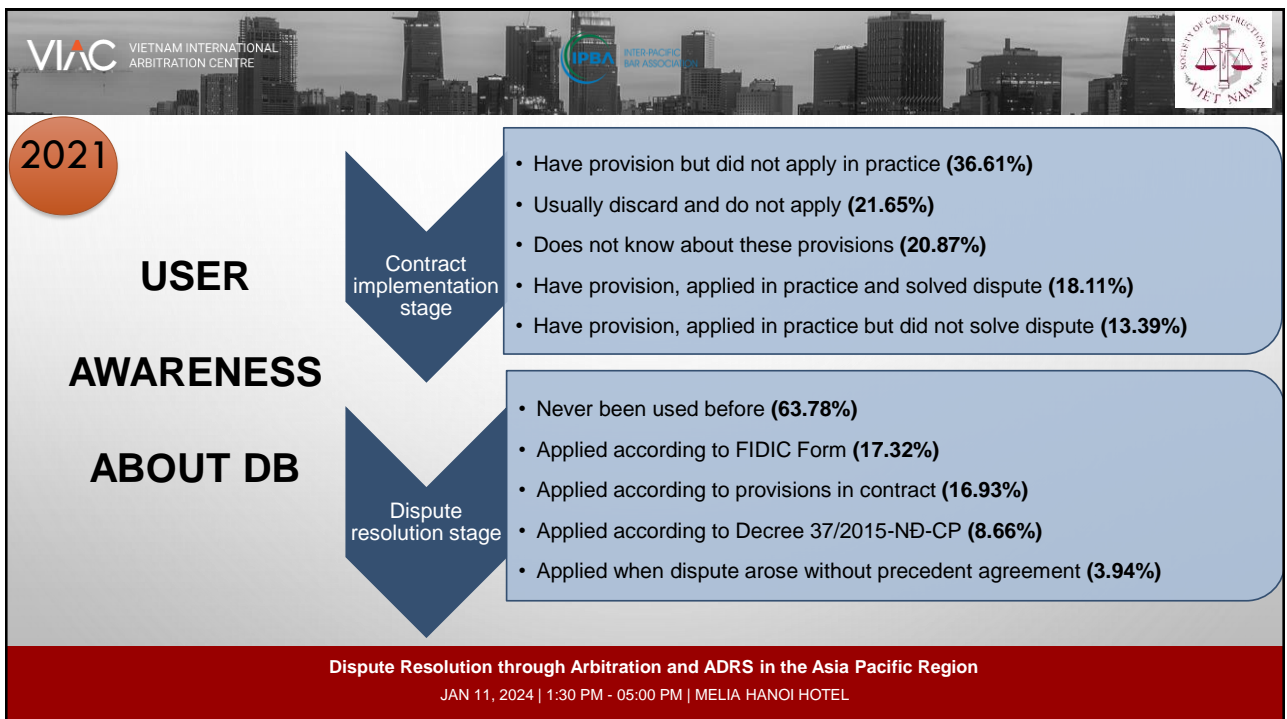 VIAC
VIETNAM INTERNATIONAL
ARBITRATION CENTRE
IPBA
INTER-PACIFIC
BAR ASSOCIATION
SOCIETY OF CONSTRUCTION LAW
VIET NAM
2021
USER
AWARENESS
ABOUT DB
Contract
implementation
stage
• Have provision but did not apply in practice (36.61%)
• Usually discard and do not apply (21.65%)
• Does not know about these provisions (20.87%)
• Have provision, applied in practice and solved dispute (18.11%)
• Have provision, applied in practice but did not solve dispute (13.39%)
Dispute
resolution stage
• Never been used before (63.78%)
• Applied according to FIDIC Form (17.32%)
• Applied according to provisions in contract (16.93%)
• Applied according to Decree 37/2015-NĐ-CP (8.66%)
• Applied when dispute arose without precedent agreement (3.94%)
Dispute Resolution through Arbitration and ADRS in the Asia Pacific Region
JAN 11, 2024 | 1:30 PM - 05:00 PM | MELIA HANOI HOTEL